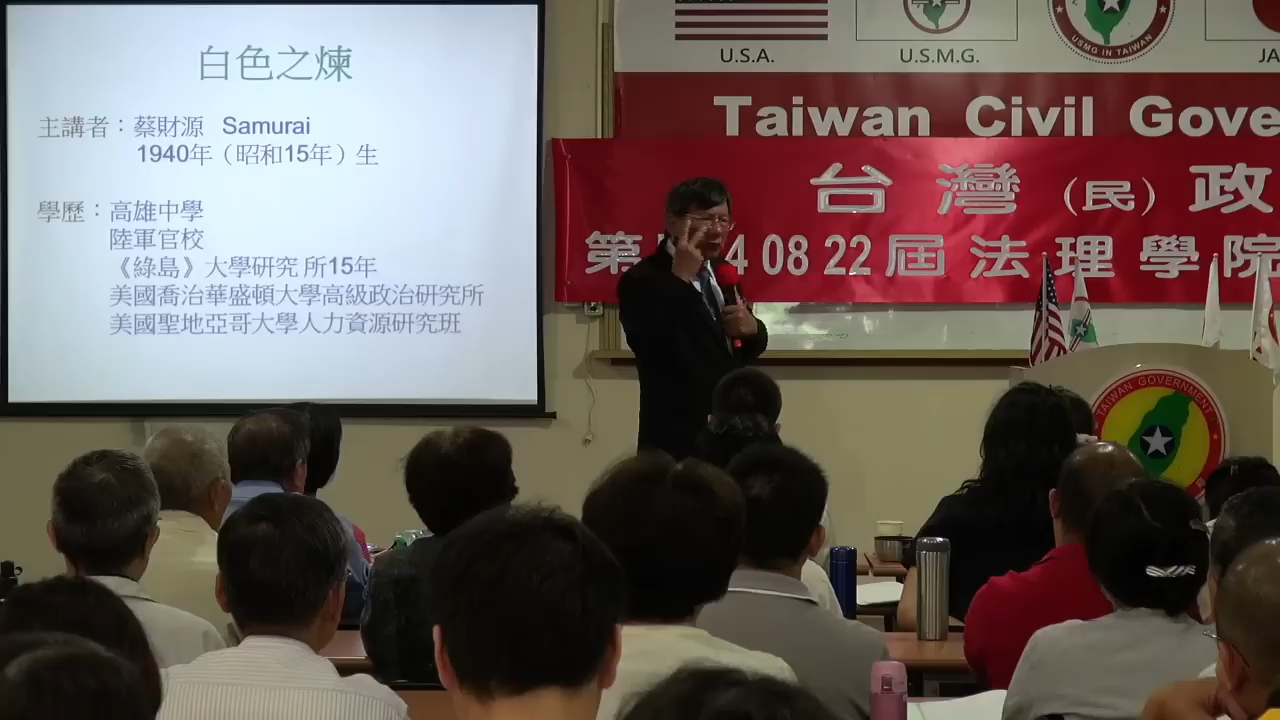 白色之煉
主講者：蔡財源 Samurai
1940年（昭和15年）生
學歷：高雄中學
陸軍官校
《綠島》大學研究所15年
美國喬治華盛頓大學高級政治研究所
美國聖地亞哥大學人力資源研究班
U.S.A.
U.S.M.G.
USMG IN TAIWAN
JA
Taiwan Civil Gove
台灣（民）政
第 4 08 22 屆法理學院
TAIWAN GOVERNMENT